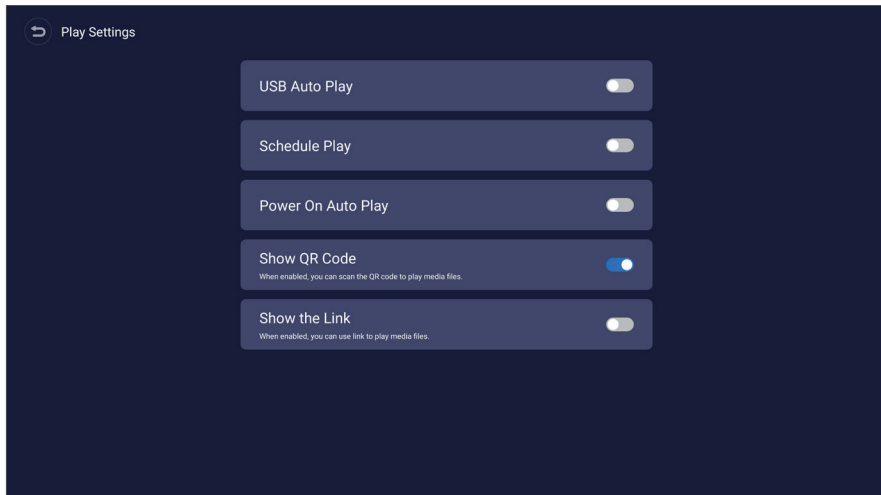 Play Settings
USB Auto Play
Schedule Play
Power On Auto Play
Show QR Code
When enabled, you can scan the QR code to play media files.
Show the Link
When enabled, you can use link to play media files.